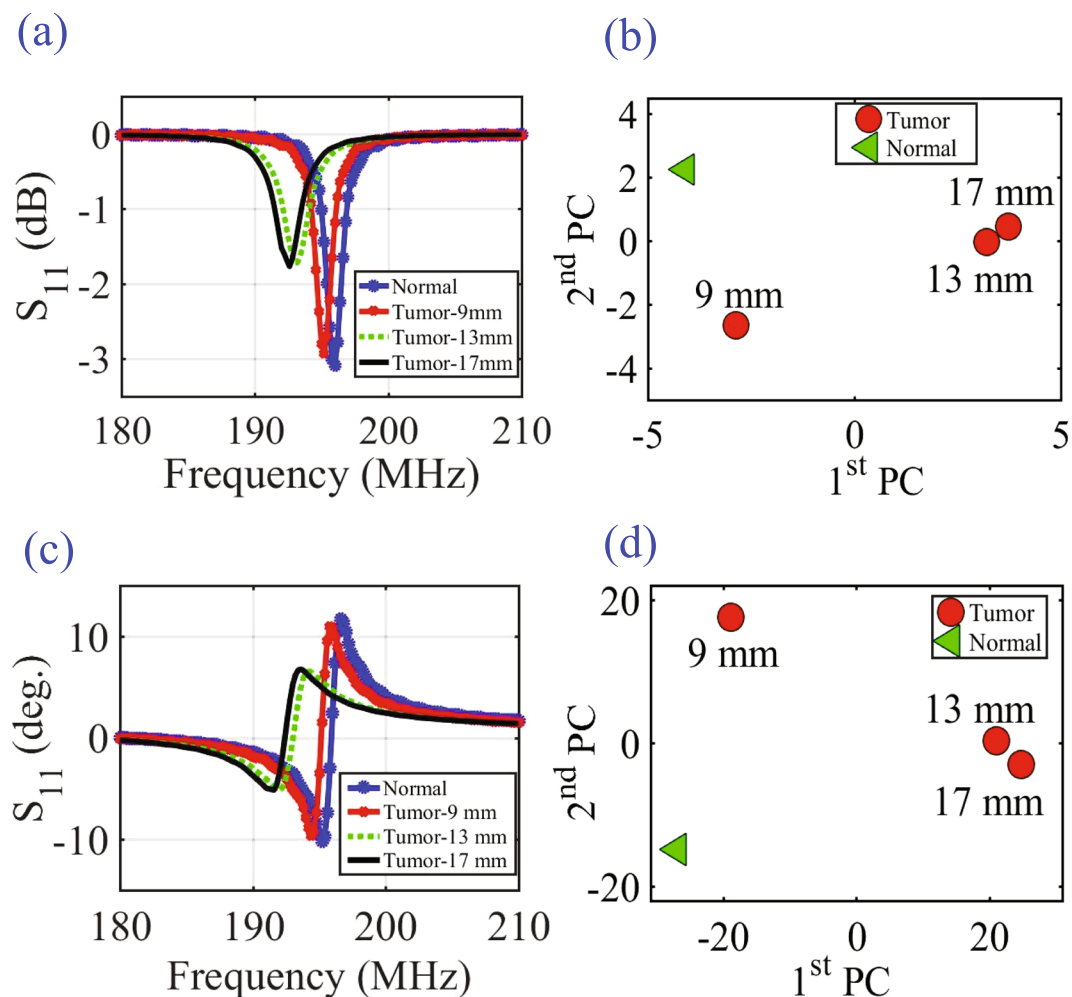 (a)
0
-1
-2
-3
S11 (dB)
Normal
Tumor-9mm
Tumor-13mm
Tumor-17mm
180 190 200 210
Frequency (MHz)
(b)
4
2
0
-2
-4
2nd PC
Tumor
Normal
17 mm
13 mm
9 mm
-5 0 5
1st PC
(c)
10
0
-10
S11 (deg.)
Normal
Tumor-9 mm
Tumor-13 mm
Tumor-17 mm
180 190 200 210
Frequency (MHz)
(d)
20
0
-20
2nd PC
Tumor
Normal
9 mm
13 mm
17 mm
-20 0 20
1st PC